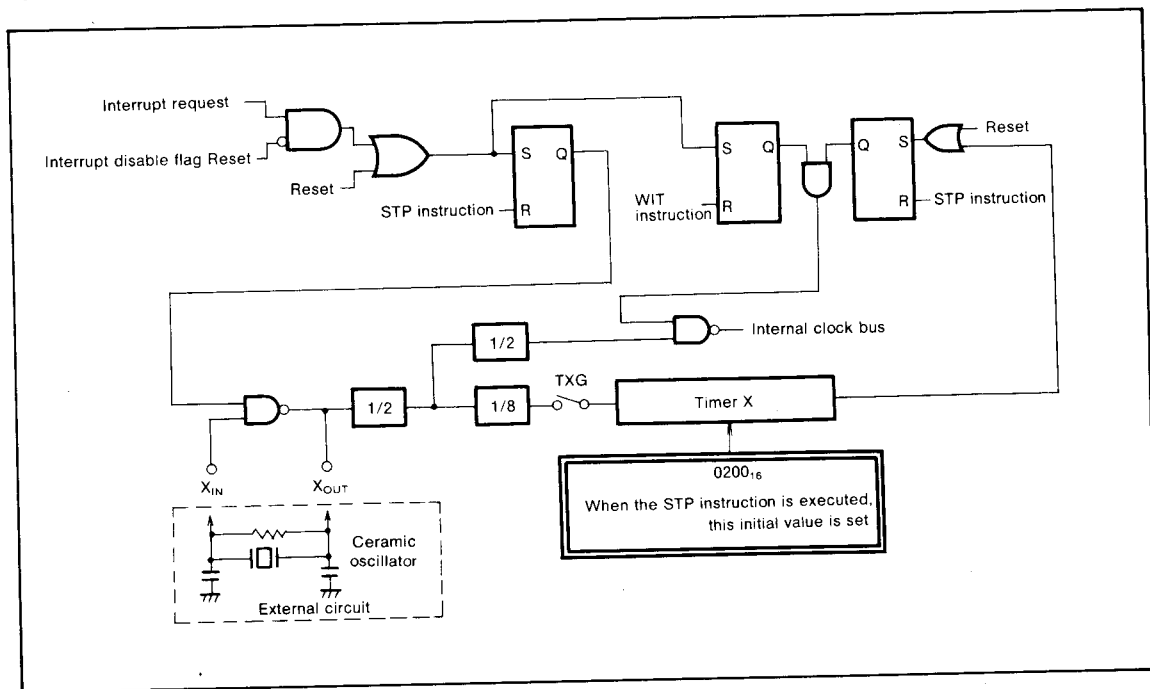 Interrupt request
Interrupt disable flag Reset
Reset
STP instruction
S
Q
R
WIT
instruction
S
Q
R
Q
S
R
Reset
STP instruction
1/2
Internal clock bus
1/2
1/8
TXG
Timer X
XIN
XOUT
0200₁₆
When the STP instruction is executed,
this initial value is set
Ceramic
oscillator
External circuit